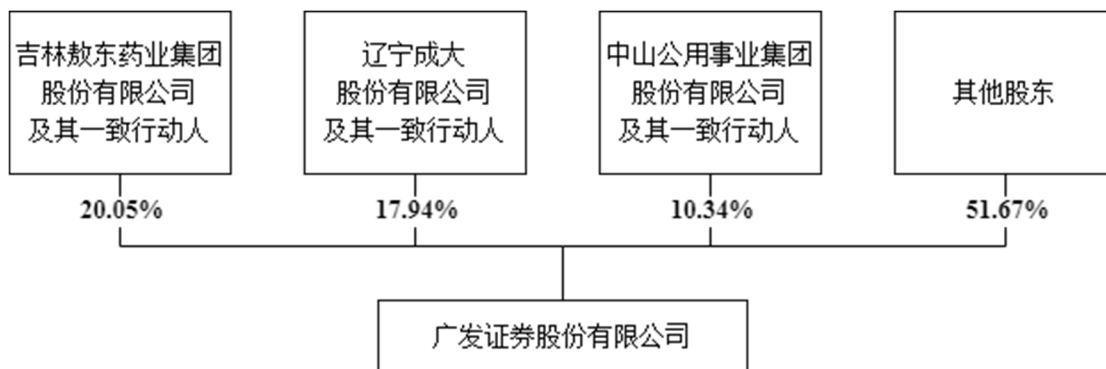 吉林敖东药业集团
股份有限公司
及其一致行动人
辽宁成大
股份有限公司
及其一致行动人
中山公用事业集团
股份有限公司
及其一致行动人
其他股东
20.05%
17.94%
10.34%
51.67%
广发证券股份有限公司